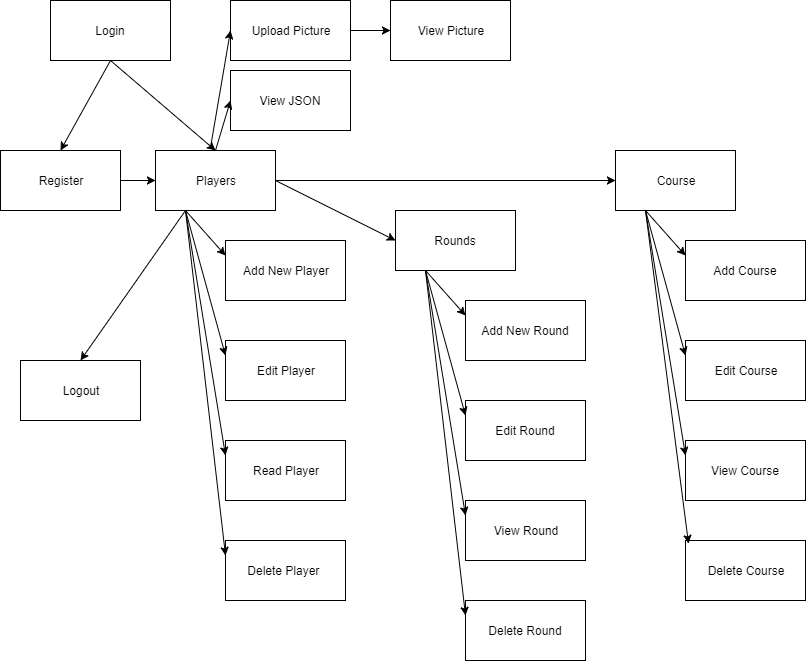 Login
Upload Picture
View Picture
View JSON
Register
Players
Course
Rounds
Add New Player
Add Course
Add New Round
Edit Player
Edit Course
Logout
Edit Round
Read Player
View Course
View Round
Delete Player
Delete Course
Delete Round